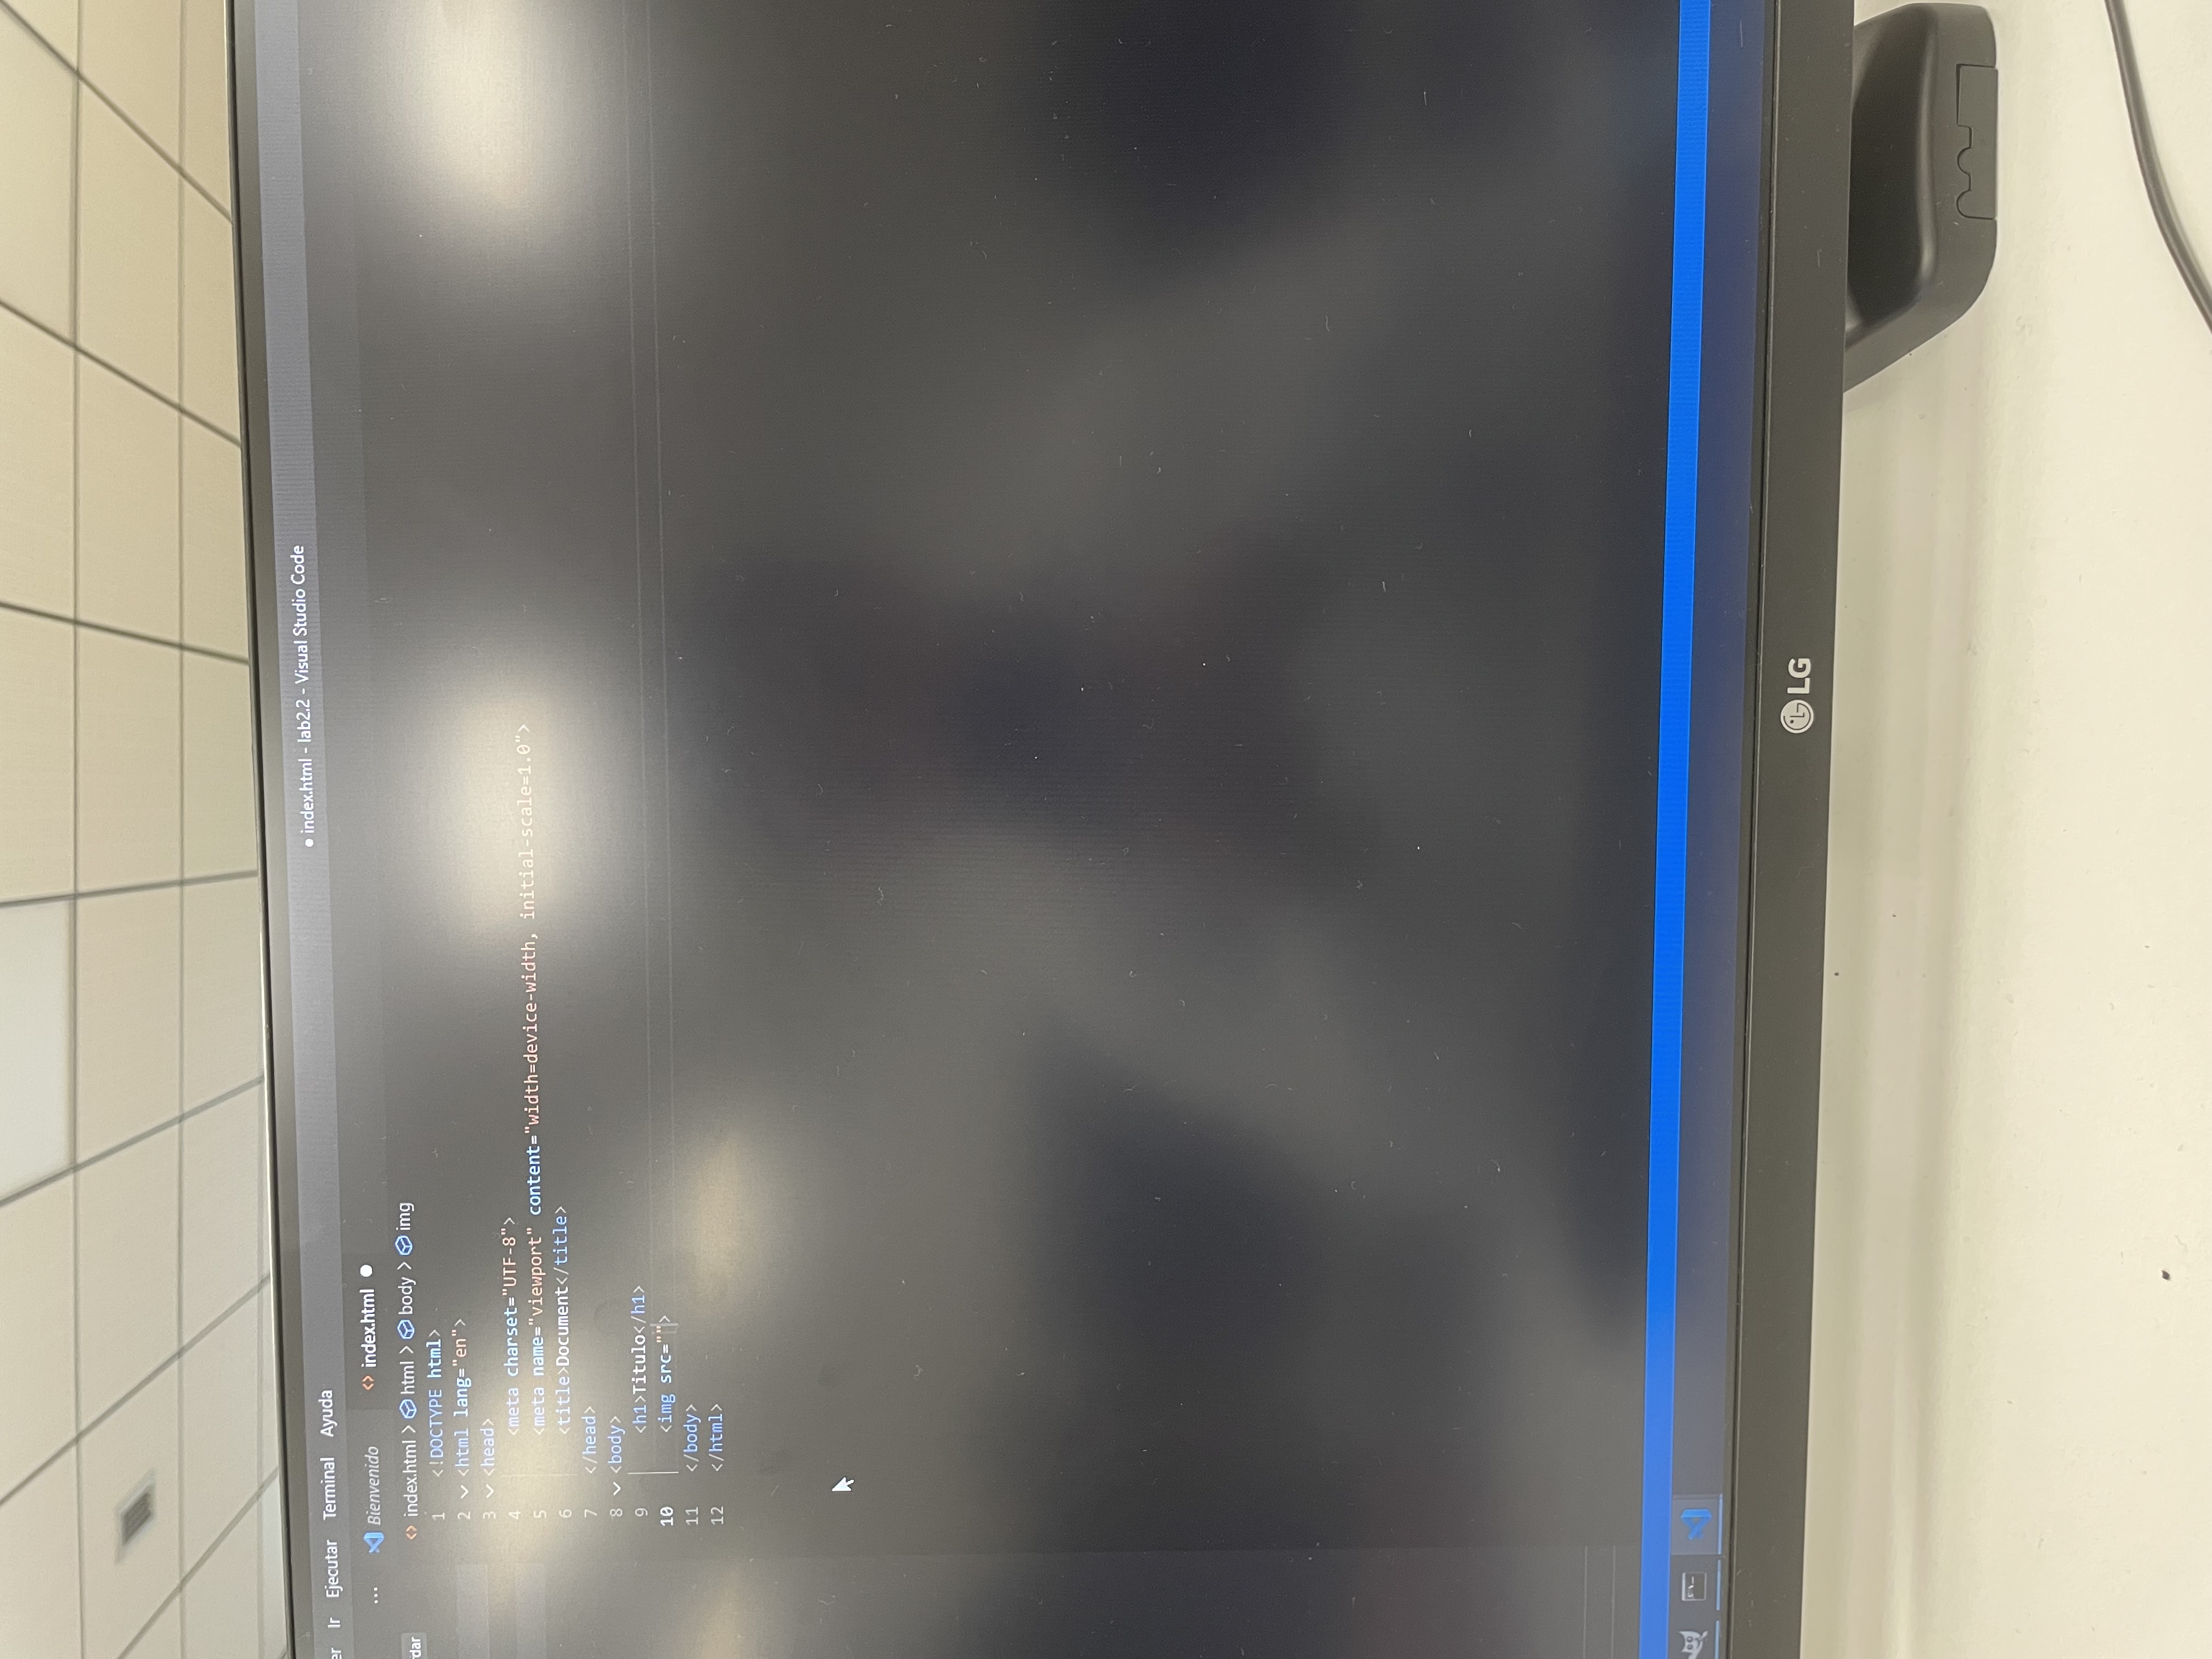 ● index.html - lab2.2 - Visual Studio Code
er Ir Ejecutar Terminal Ayuda
... Bienvenido <> index.html ●
dar
<> index.html > html > body > img
1 <!DOCTYPE html>
2 <html lang="en">
3 <head>
4 <meta charset="UTF-8">
5 <meta name="viewport" content="width=device-width, initial-scale=1.0">
6 <title>Document</title>
7 </head>
8 <body>
9 <h1>Titulo</h1>
10 <img src="">
11 </body>
12 </html>
LG